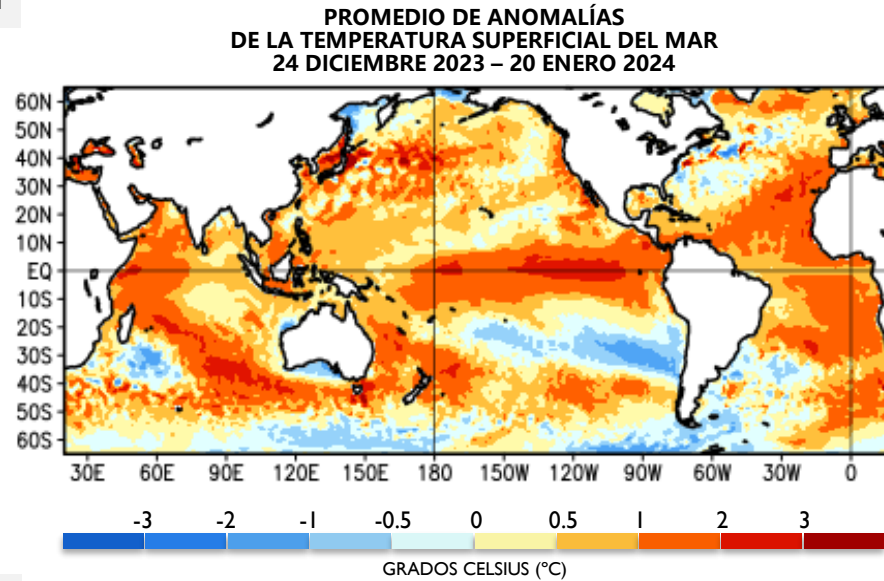 PROMEDIO DE ANOMALÍAS
DE LA TEMPERATURA SUPERFICIAL DEL MAR
24 DICIEMBRE 2023 – 20 ENERO 2024
60N
50N
40N
30N
20N
10N
EQ
10S
20S
30S
40S
50S
60S
30E 60E 90E 120E 150E 180 150W 120W 90W 60W 30W 0
-3 -2 -1 -0.5 0 0.5 1 2 3
GRADOS CELSIUS (ºC)